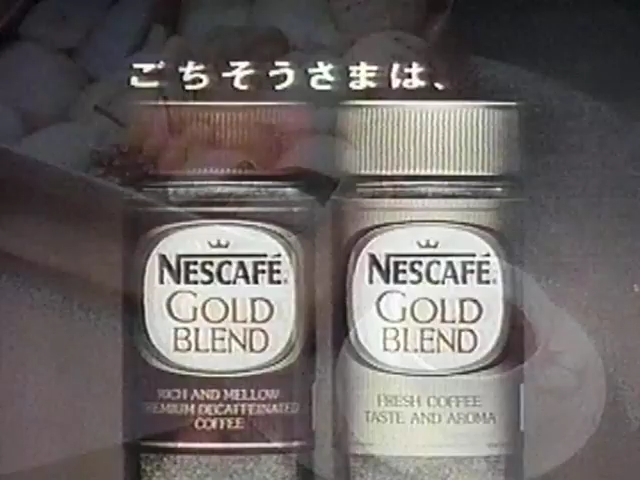 ごちそうさまは、
NESCAFÉ
GOLD
BLEND
RICH AND MELLOW
PREMIUM DECAFFEINATED
COFFEE
NESCAFÉ
GOLD
BLEND
FRESH COFFEE
TASTE AND AROMA